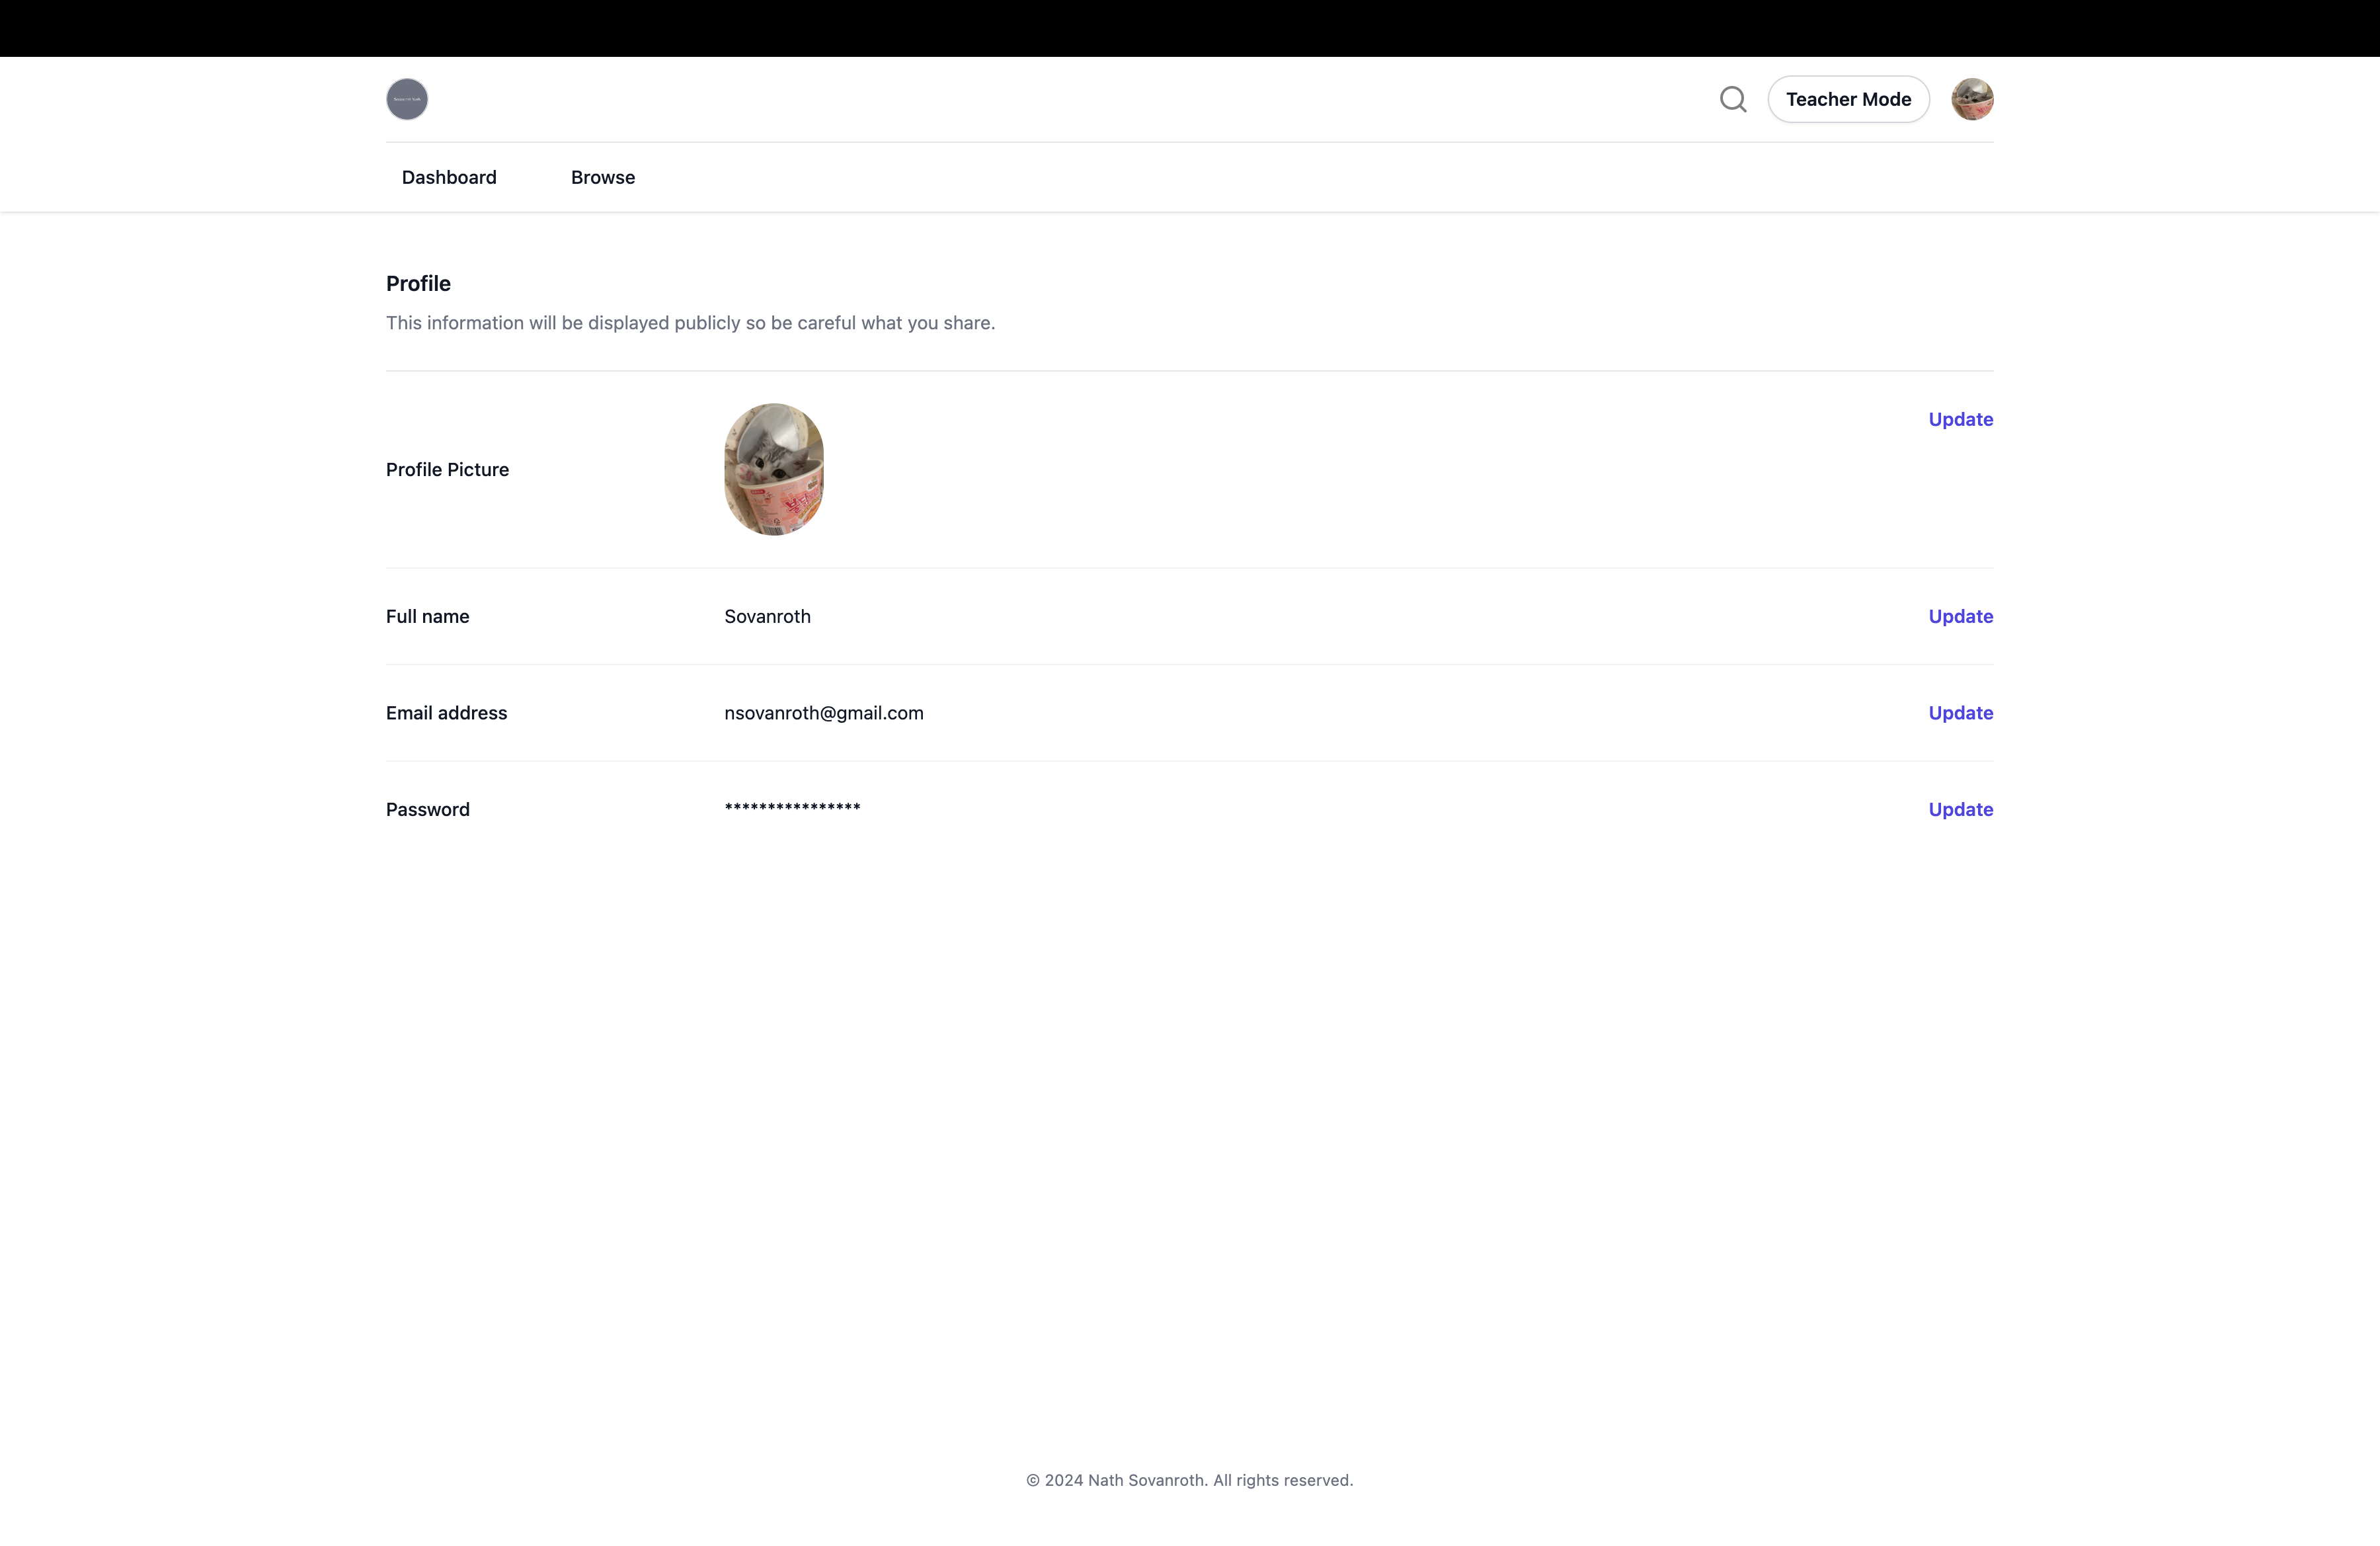 Teacher Mode
Dashboard
Browse
Profile
This information will be displayed publicly so be careful what you share.
Profile Picture
Update
Full name
Sovanroth
Update
Email address
nsovanroth@gmail.com
Update
Password
****************
Update
© 2024 Nath Sovanroth. All rights reserved.